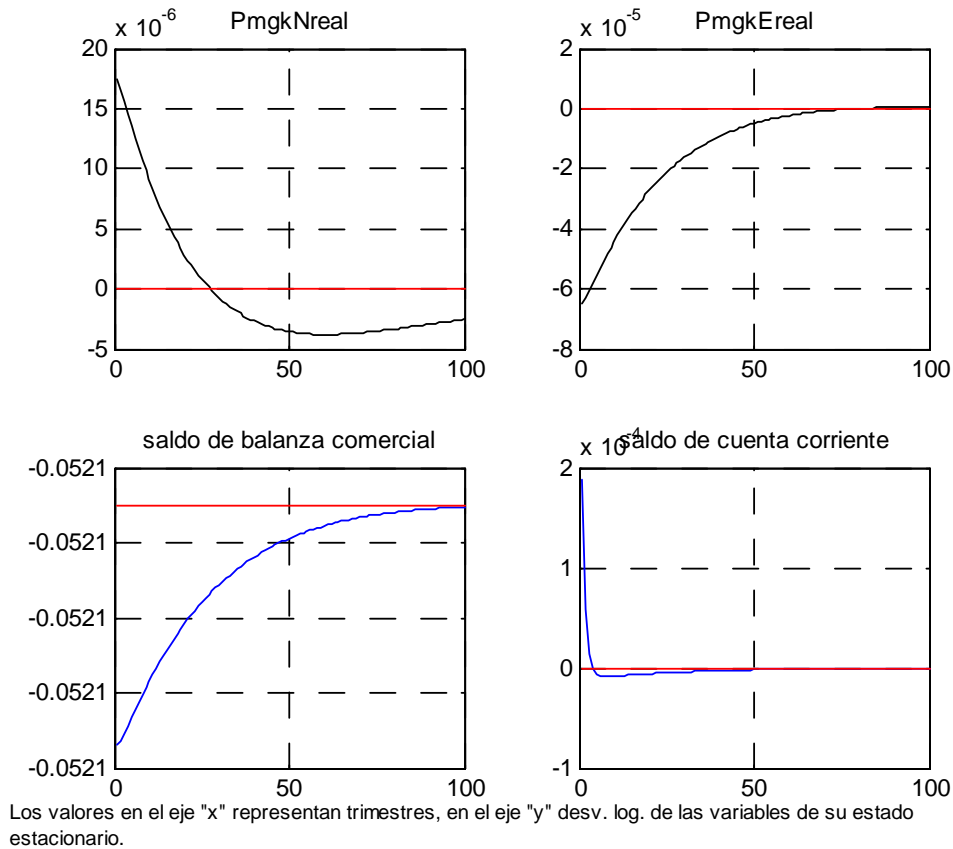 PmgkNreal
x 10^-6
20
15
10
5
0
-5
0 50 100
PmgkEreal
x 10^-5
2
0
-2
-4
-6
-8
0 50 100
saldo de balanza comercial
-0.0521
-0.0521
-0.0521
-0.0521
-0.0521
0 50 100
saldo de cuenta corriente
x 10^-4
2
1
0
-1
0 50 100
Los valores en el eje "x" representan trimestres, en el eje "y" desv. log. de las variables de su estado
estacionario.